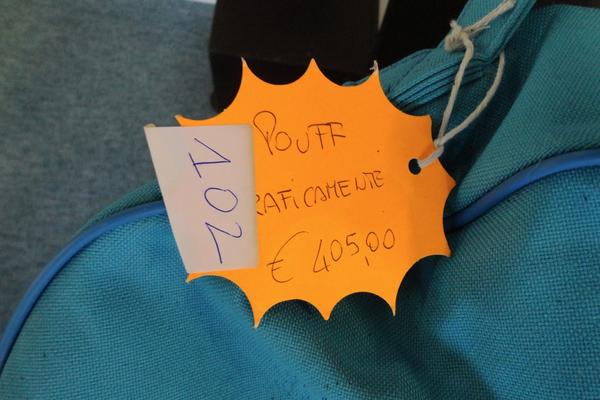 POUFF
RAFICAMENTE
€ 405,00
102